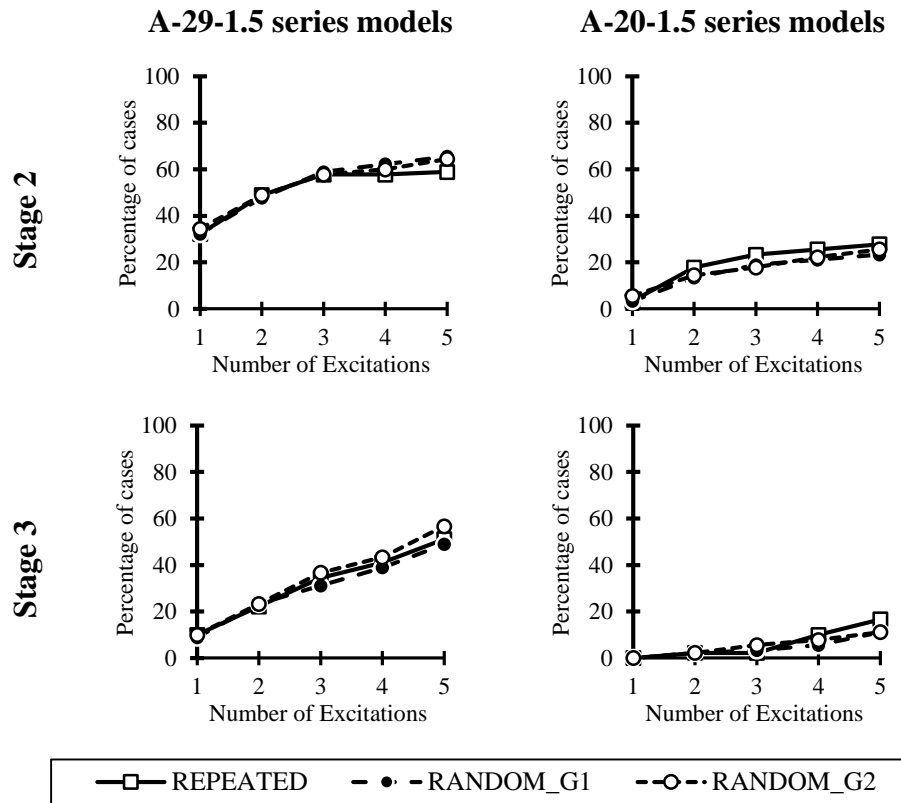 A-29-1.5 series models
A-20-1.5 series models
Stage 2
Percentage of cases
100
80
60
40
20
0
1 2 3 4 5
Number of Excitations
Percentage of cases
100
80
60
40
20
0
1 2 3 4 5
Number of Excitations
Stage 3
Percentage of cases
100
80
60
40
20
0
1 2 3 4 5
Number of Excitations
Percentage of cases
100
80
60
40
20
0
1 2 3 4 5
Number of Excitations
REPEATED RANDOM_G1 RANDOM_G2